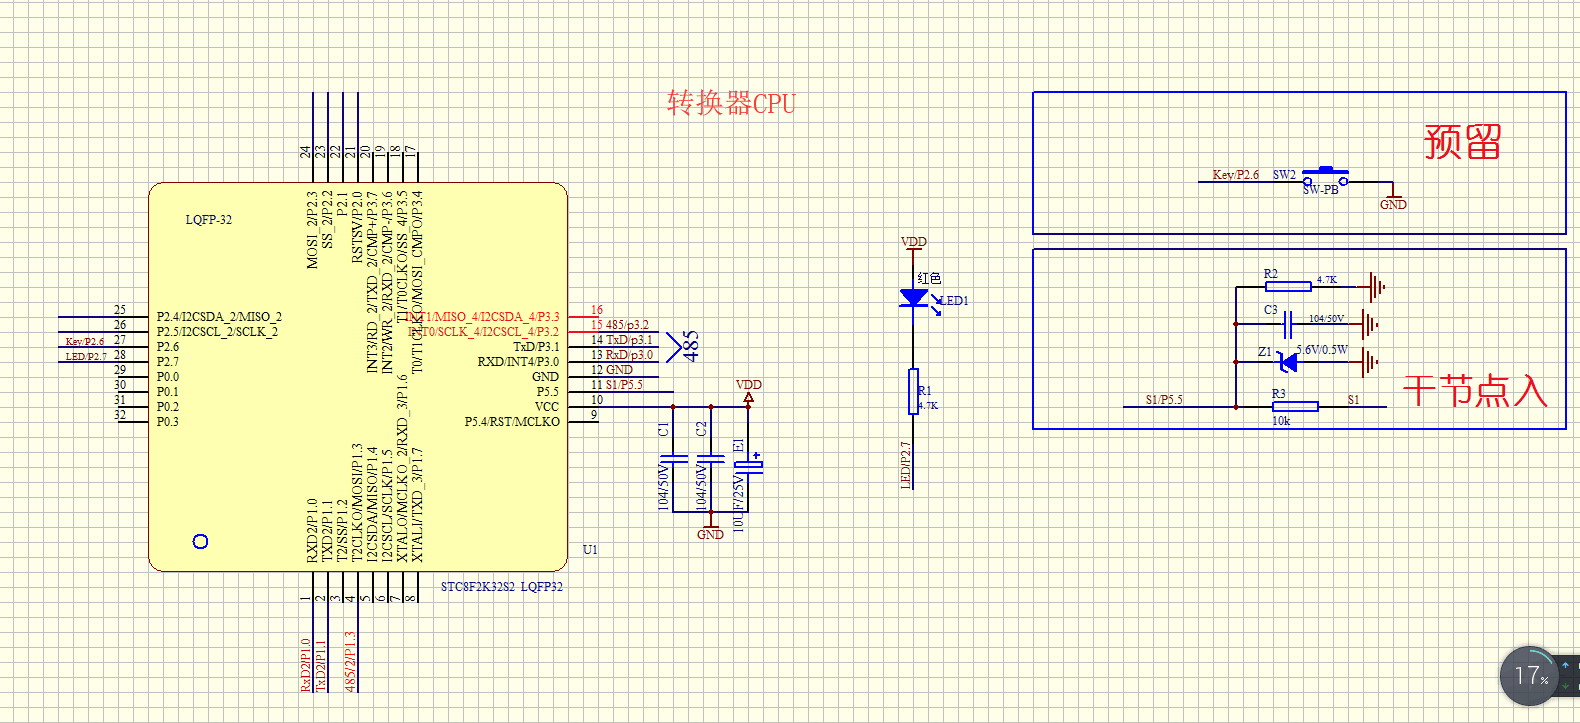 转换器CPU
24
23
22
21
20
19
18
17
MOSI_2/P2.3
SS_2/P2.2
P2.1
RSTSV/P2.0
INT3/RD_2/TXD_2/CMP+/P3.7
INT2/WR_2/RXD_2/CMP-/P3.6
T1/T0CLKO/SS_4/P3.5
T0/T1CLKO/MOSI_CMPO/P3.4
LQFP-32
25 P2.4/I2CSDA_2/MISO_2
26 P2.5/I2CSCL_2/SCLK_2
Key/P2.6 27 P2.6
LED/P2.7 28 P2.7
29 P0.0
30 P0.1
31 P0.2
32 P0.3
INT1/MISO_4/I2CSDA_4/P3.3 16
INT0/SCLK_4/I2CSCL_4/P3.2 15 485/p3.2
TxD/P3.1 14 TxD/p3.1
RXD/INT4/P3.0 13 RxD/p3.0
GND 12 GND
P5.5 11 S1/P5.5
VCC 10
P5.4/RST/MCLKO 9
485
RXD2/P1.0
TXD2/P1.1
T2/SS/P1.2
T2CLKO/MOSI/P1.3
I2CSDA/MISO/P1.4
I2CSCL/SCLK/P1.5
XTALO/MCLKO_2/RXD_3/P1.6
XTALI/TXD_3/P1.7
1
2
3
4
5
6
7
8
RxD2/P1.0
TxD2/P1.1
485/2/P1.3
U1
STC8F2K32S2 LQFP32
VDD
C1
104/50V
C2
104/50V
E1
+
10UF/25V
GND
VDD
红色
LED1
R1
4.7K
LED/P2.7
预留
Key/P2.6 SW2
SW-PB
GND
R2 4.7K
C3 104/50V
Z1 5.6V/0.5W
干节点入
S1/P5.5 R3 S1
10k
17%